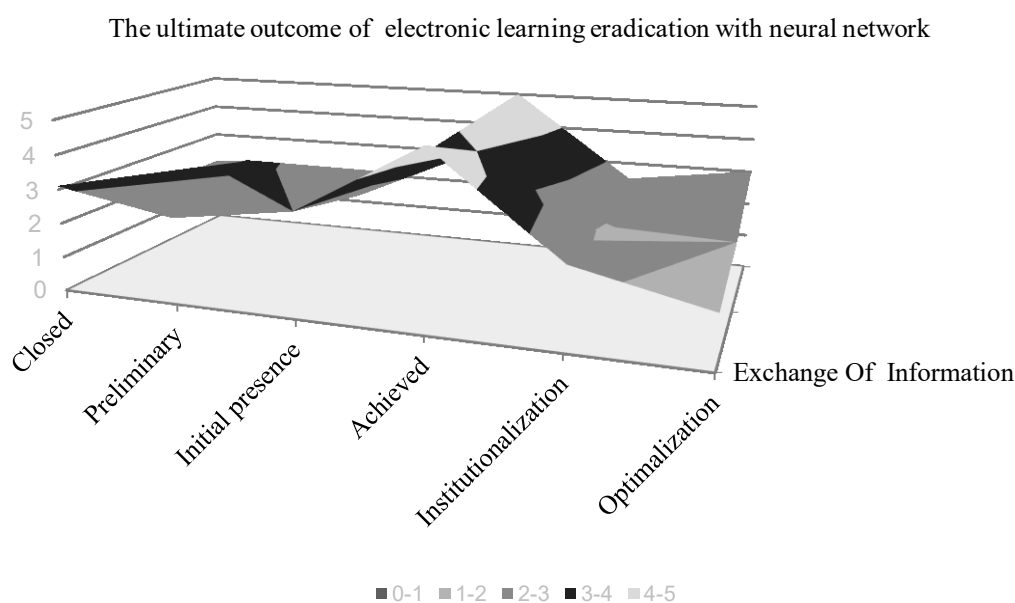 The ultimate outcome of electronic learning eradication with neural network
5
4
3
2
1
0
Closed
Preliminary
Initial presence
Achieved
Institutionalization
Optimalization
Exchange Of Information
0-1 1-2 2-3 3-4 4-5